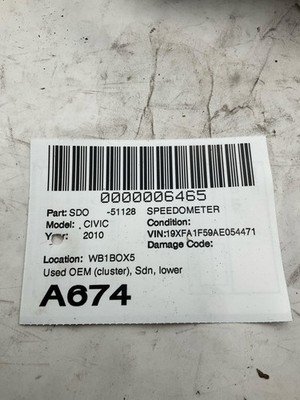 0000006465
Part: SDO -51128 SPEEDOMETER
Model: CIVIC Condition:
Year: 2010 VIN:19XFA1F59AE054471
Damage Code:
Location: WB1BOX5
Used OEM (cluster), Sdn, lower
A674